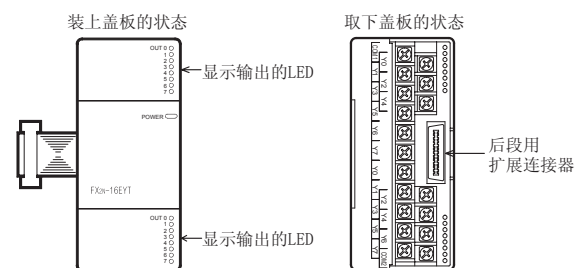 装上盖板的状态
OUT 0
1
2
3
4
5
6
7
显示输出的LED
POWER
FX2N-16EYT
OUT 0
1
2
3
4
5
6
7
显示输出的LED
取下盖板的状态
COM1
Y0
Y1
Y2
Y3
Y4
Y5
Y6
Y7
Y0
Y1
Y2
Y3
Y4
Y5
Y6
Y7
COM2
后段用
扩展连接器